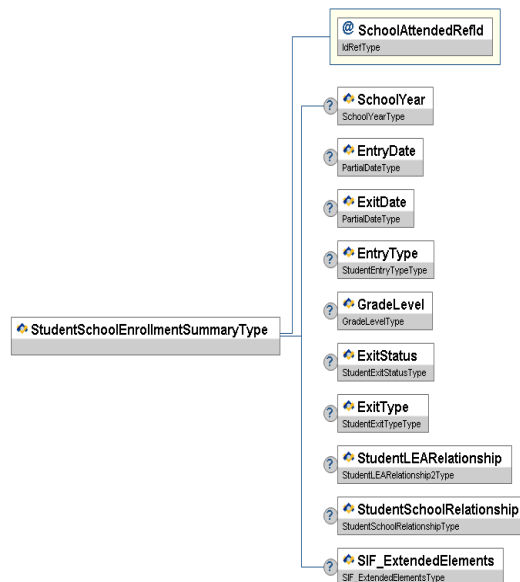 @ SchoolAttendedRefId
IdRefType
? SchoolYear
SchoolYearType
? EntryDate
PartialDateType
? ExitDate
PartialDateType
? EntryType
StudentEntryTypeType
? GradeLevel
GradeLevelType
StudentSchoolEnrollmentSummaryType
? ExitStatus
StudentExitStatusType
? ExitType
StudentExitTypeType
? StudentLEARelationship
StudentLEARelationship2Type
? StudentSchoolRelationship
StudentSchoolRelationshipType
? SIF_ExtendedElements
SIF_ExtendedElementsType